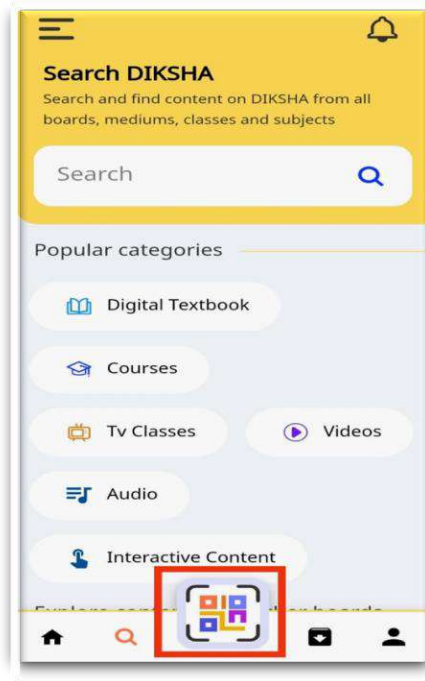 Search DIKSHA
Search and find content on DIKSHA from all
boards, mediums, classes and subjects
Search
Popular categories
Digital Textbook
Courses
Tv Classes
Videos
Audio
Interactive Content